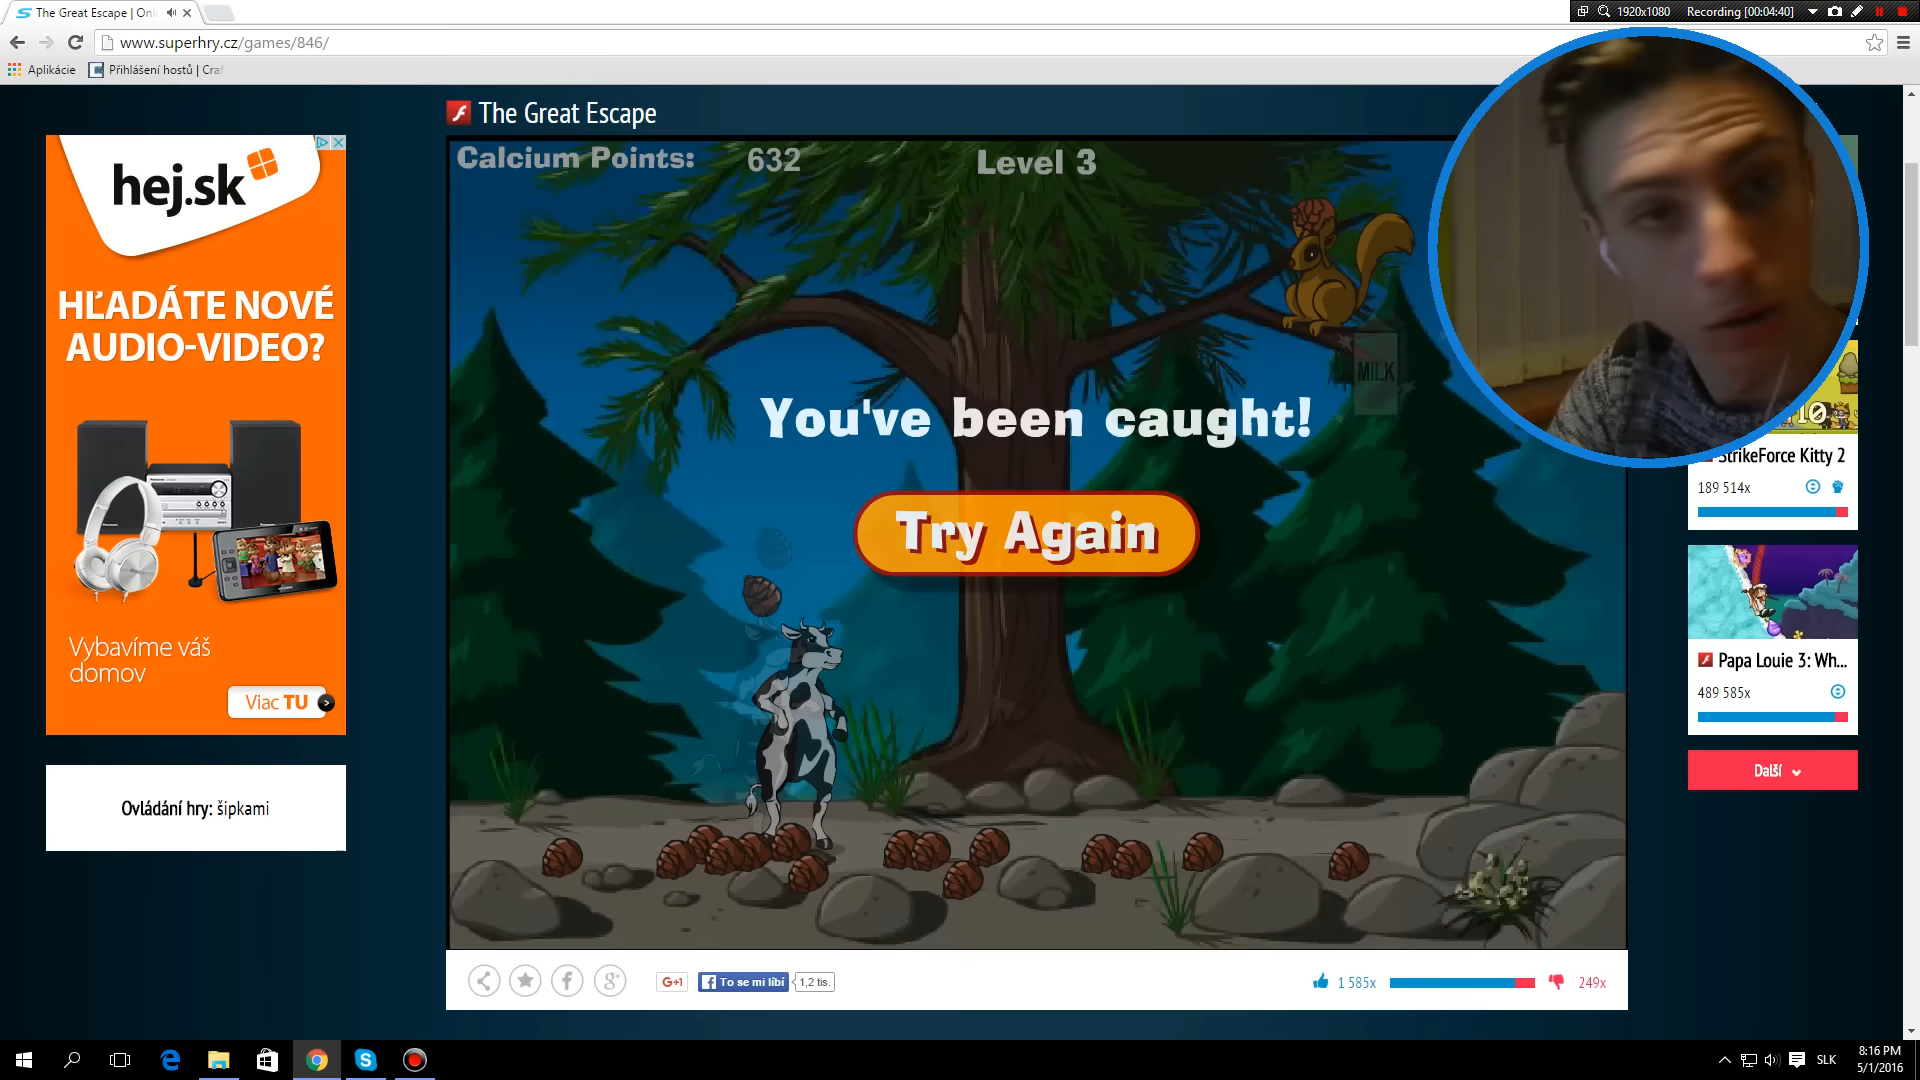 The Great Escape | Onli
1920x1080
Recording [00:04:40]
www.superhry.cz/games/846/
Aplikácie
Přihlášení hostů | Craf
The Great Escape
hej.sk
HĽADÁTE NOVÉ
AUDIO-VIDEO?
Vybavíme váš
domov
Viac TU
Ovládání hry: šipkami
Calcium Points: 632
Level 3
MILK
You've been caught!
Try Again
10
StrikeForce Kitty 2
189 514x
Papa Louie 3: Wh...
489 585x
Další
G+1
To se mi líbí
1,2 tis.
1 585x
249x
SLK
8:16 PM
5/1/2016